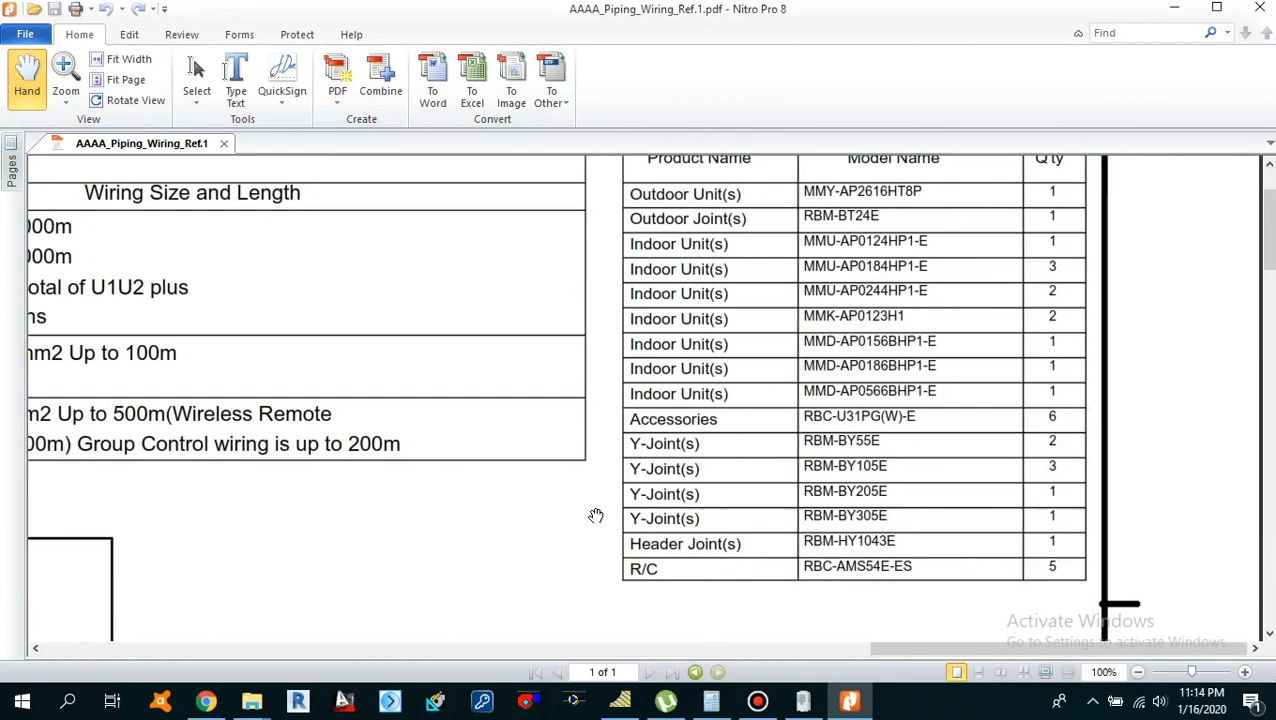 AAAA_Piping_Wiring_Ref.1.pdf - Nitro Pro 8
File Home Edit Review Forms Protect Help Find
Fit Width
Fit Page
Rotate View
Hand Zoom Select Type Text QuickSign PDF Combine To Word To Excel To Image To Other
View Tools Create Convert
AAAA_Piping_Wiring_Ref.1
Pages
Wiring Size and Length
000m
000m
otal of U1U2 plus
ns
nm2 Up to 100m
m2 Up to 500m(Wireless Remote
00m) Group Control wiring is up to 200m
Product Name Model Name Q'ty
Outdoor Unit(s) MMY-AP2616HT8P 1
Outdoor Joint(s) RBM-BT24E 1
Indoor Unit(s) MMU-AP0124HP1-E 1
Indoor Unit(s) MMU-AP0184HP1-E 3
Indoor Unit(s) MMU-AP0244HP1-E 2
Indoor Unit(s) MMK-AP0123H1 2
Indoor Unit(s) MMD-AP0156BHP1-E 1
Indoor Unit(s) MMD-AP0186BHP1-E 1
Indoor Unit(s) MMD-AP0566BHP1-E 1
Accessories RBC-U31PG(W)-E 6
Y-Joint(s) RBM-BY55E 2
Y-Joint(s) RBM-BY105E 3
Y-Joint(s) RBM-BY205E 1
Y-Joint(s) RBM-BY305E 1
Header Joint(s) RBM-HY1043E 1
R/C RBC-AMS54E-ES 5
Activate Windows
Go to Settings to activate Windows.
1 of 1
100%
11:14 PM
1/16/2020